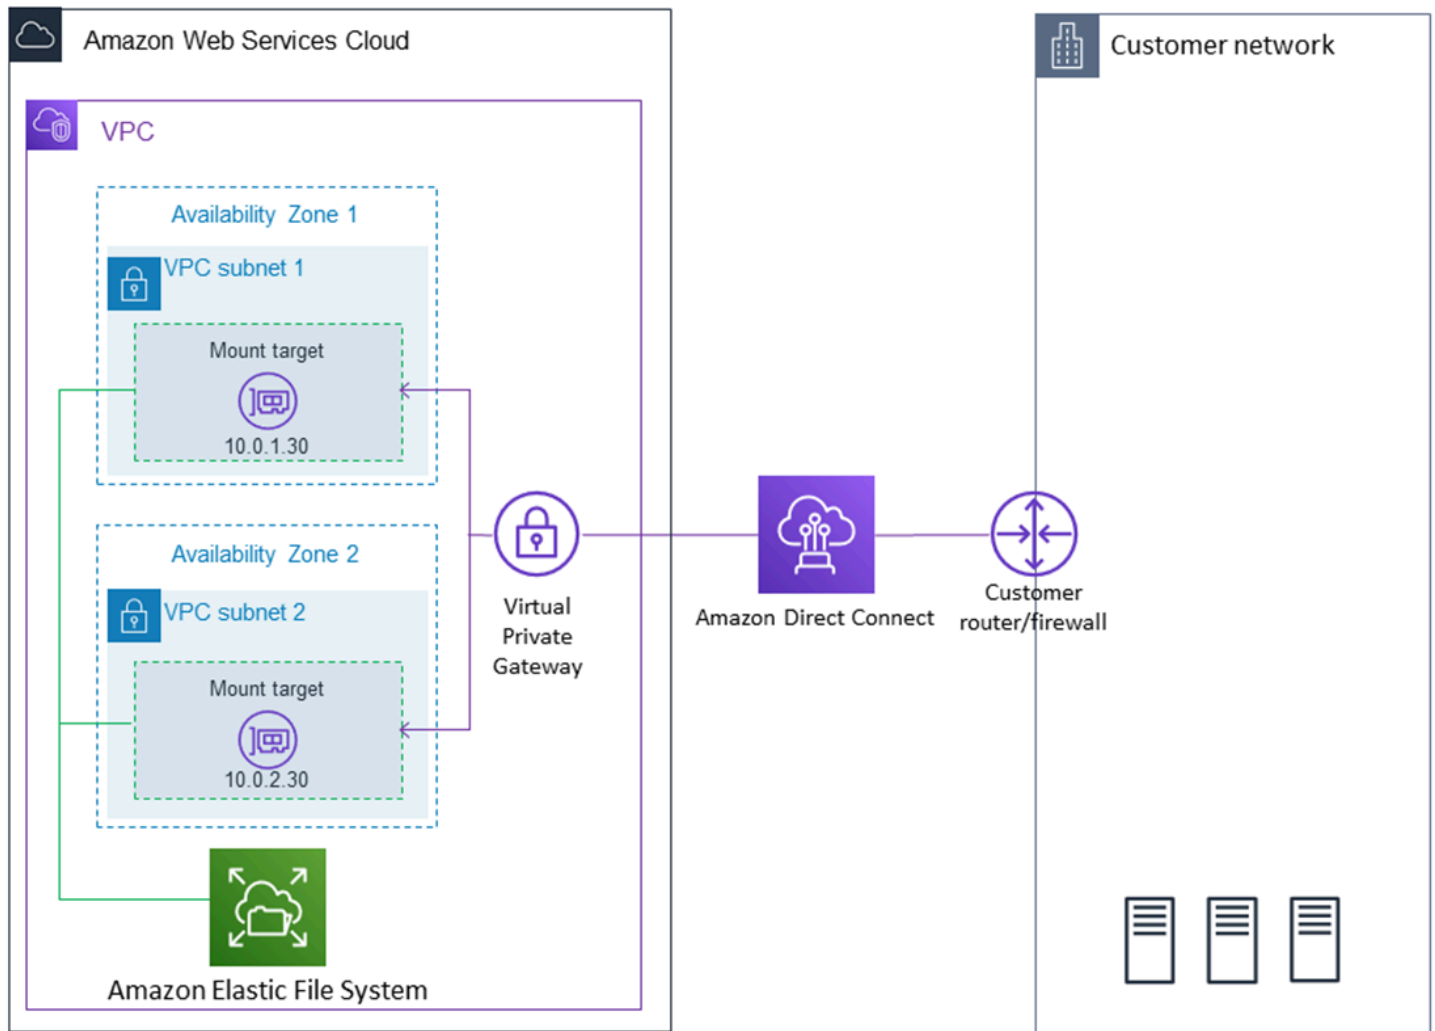 Amazon Web Services Cloud
Customer network
VPC
Availability Zone 1
VPC subnet 1
Mount target
10.0.1.30
Availability Zone 2
VPC subnet 2
Mount target
10.0.2.30
Virtual
Private
Gateway
Amazon Direct Connect
Customer
router/firewall
Amazon Elastic File System